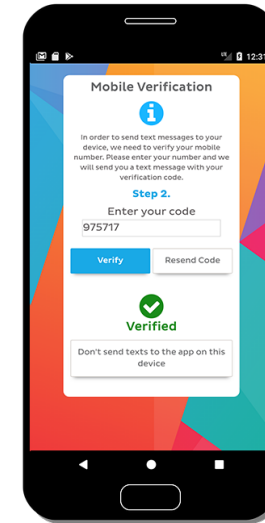 12:31
Mobile Verification
In order to send text messages to your
device, we need to verify your mobile
number. Please enter your number and we
will send you a text message with your
verification code.
Step 2.
Enter your code
975717
Verify Resend Code
Verified
Don't send texts to the app on this
device